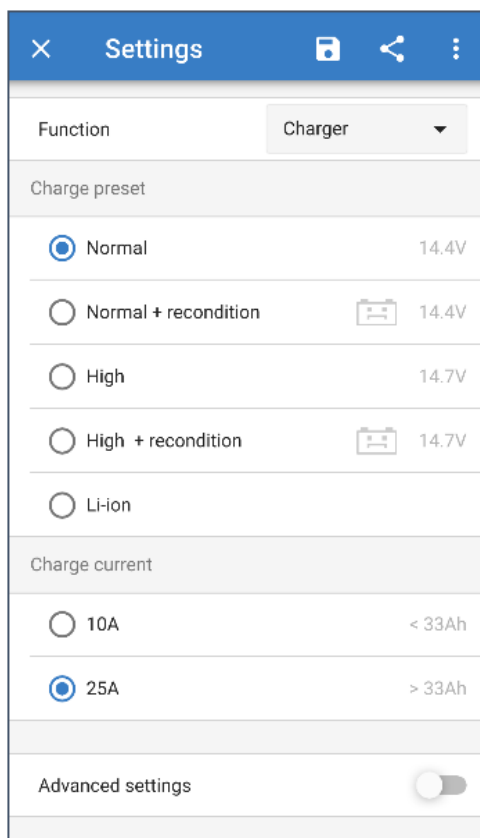 Settings
Function Charger
Charge preset
Normal 14.4V
Normal + recondition 14.4V
High 14.7V
High + recondition 14.7V
Li-ion
Charge current
10A < 33Ah
25A > 33Ah
Advanced settings